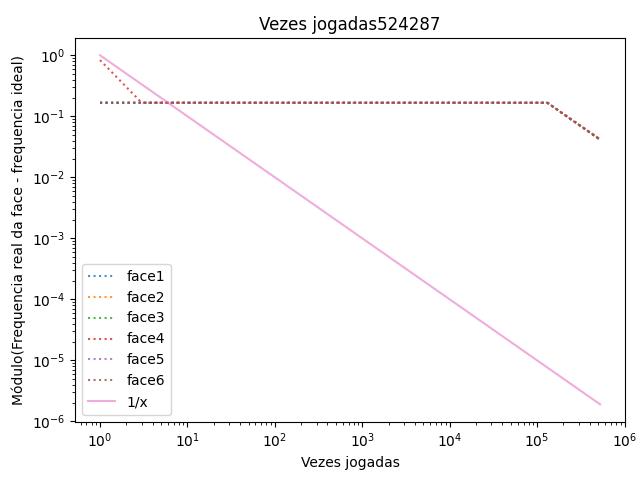 Vezes jogadas524287
Módulo(Frequencia real da face - frequencia ideal)
10⁰
10⁻¹
10⁻²
10⁻³
10⁻⁴
10⁻⁵
10⁻⁶
face1
face2
face3
face4
face5
face6
1/x
10⁰ 10¹ 10² 10³ 10⁴ 10⁵ 10⁶
Vezes jogadas